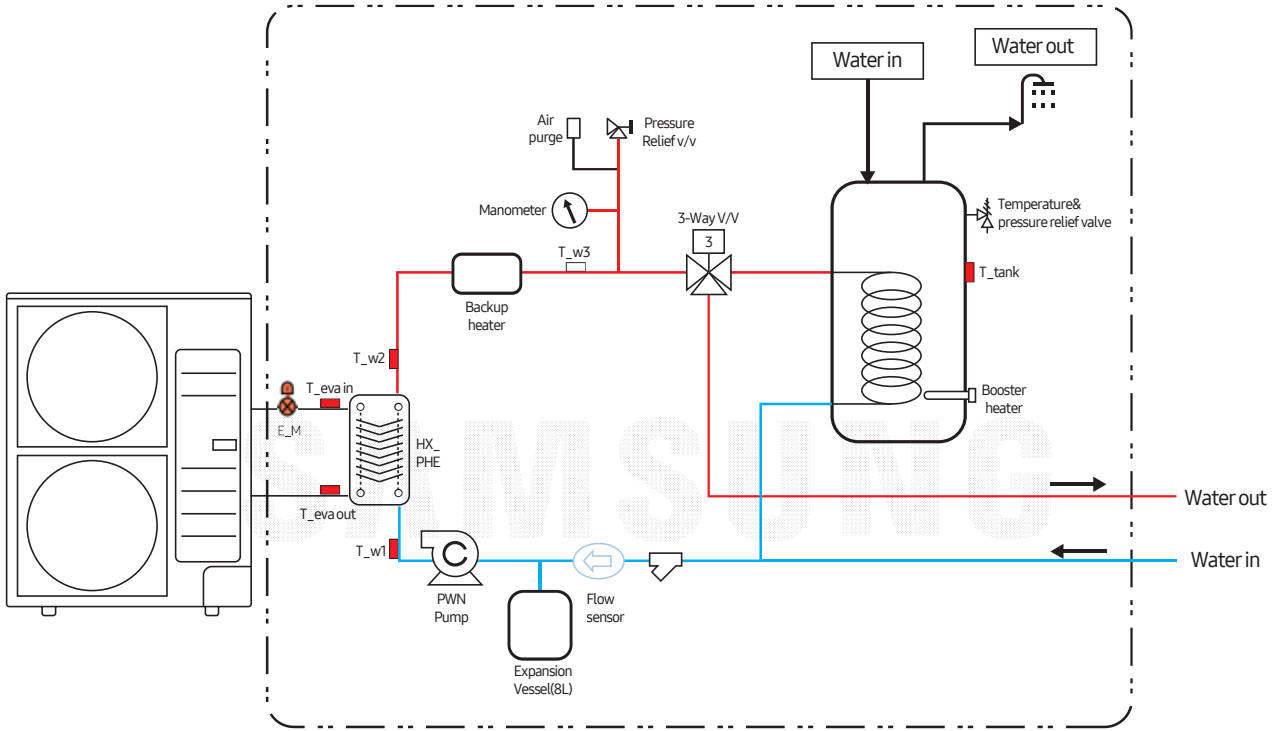 Water in
Water out
Air
purge
Pressure
Relief v/v
Manometer
3-Way V/V
3
Temperature&
pressure relief valve
T_w3
T_tank
Backup
heater
T_w2
T_eva in
E_M
HX_
PHE
Booster
heater
SAMSUNG
T_eva out
Water out
T_w1
Water in
PWN
Pump
Flow
sensor
Expansion
Vessel(8L)